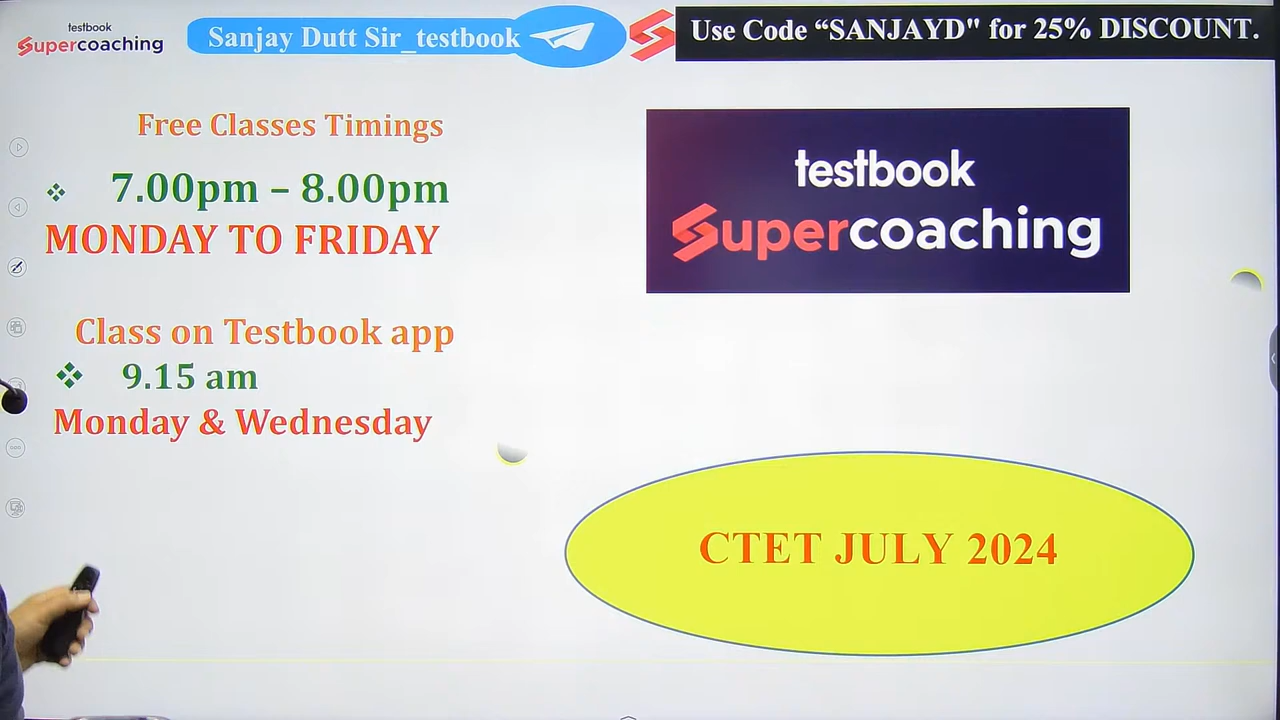 testbook
Supercoaching
Sanjay Dutt Sir_testbook
Use Code “SANJAYD" for 25% DISCOUNT.
Free Classes Timings
❖ 7.00pm – 8.00pm
MONDAY TO FRIDAY
Class on Testbook app
❖ 9.15 am
Monday & Wednesday
testbook
Supercoaching
CTET JULY 2024